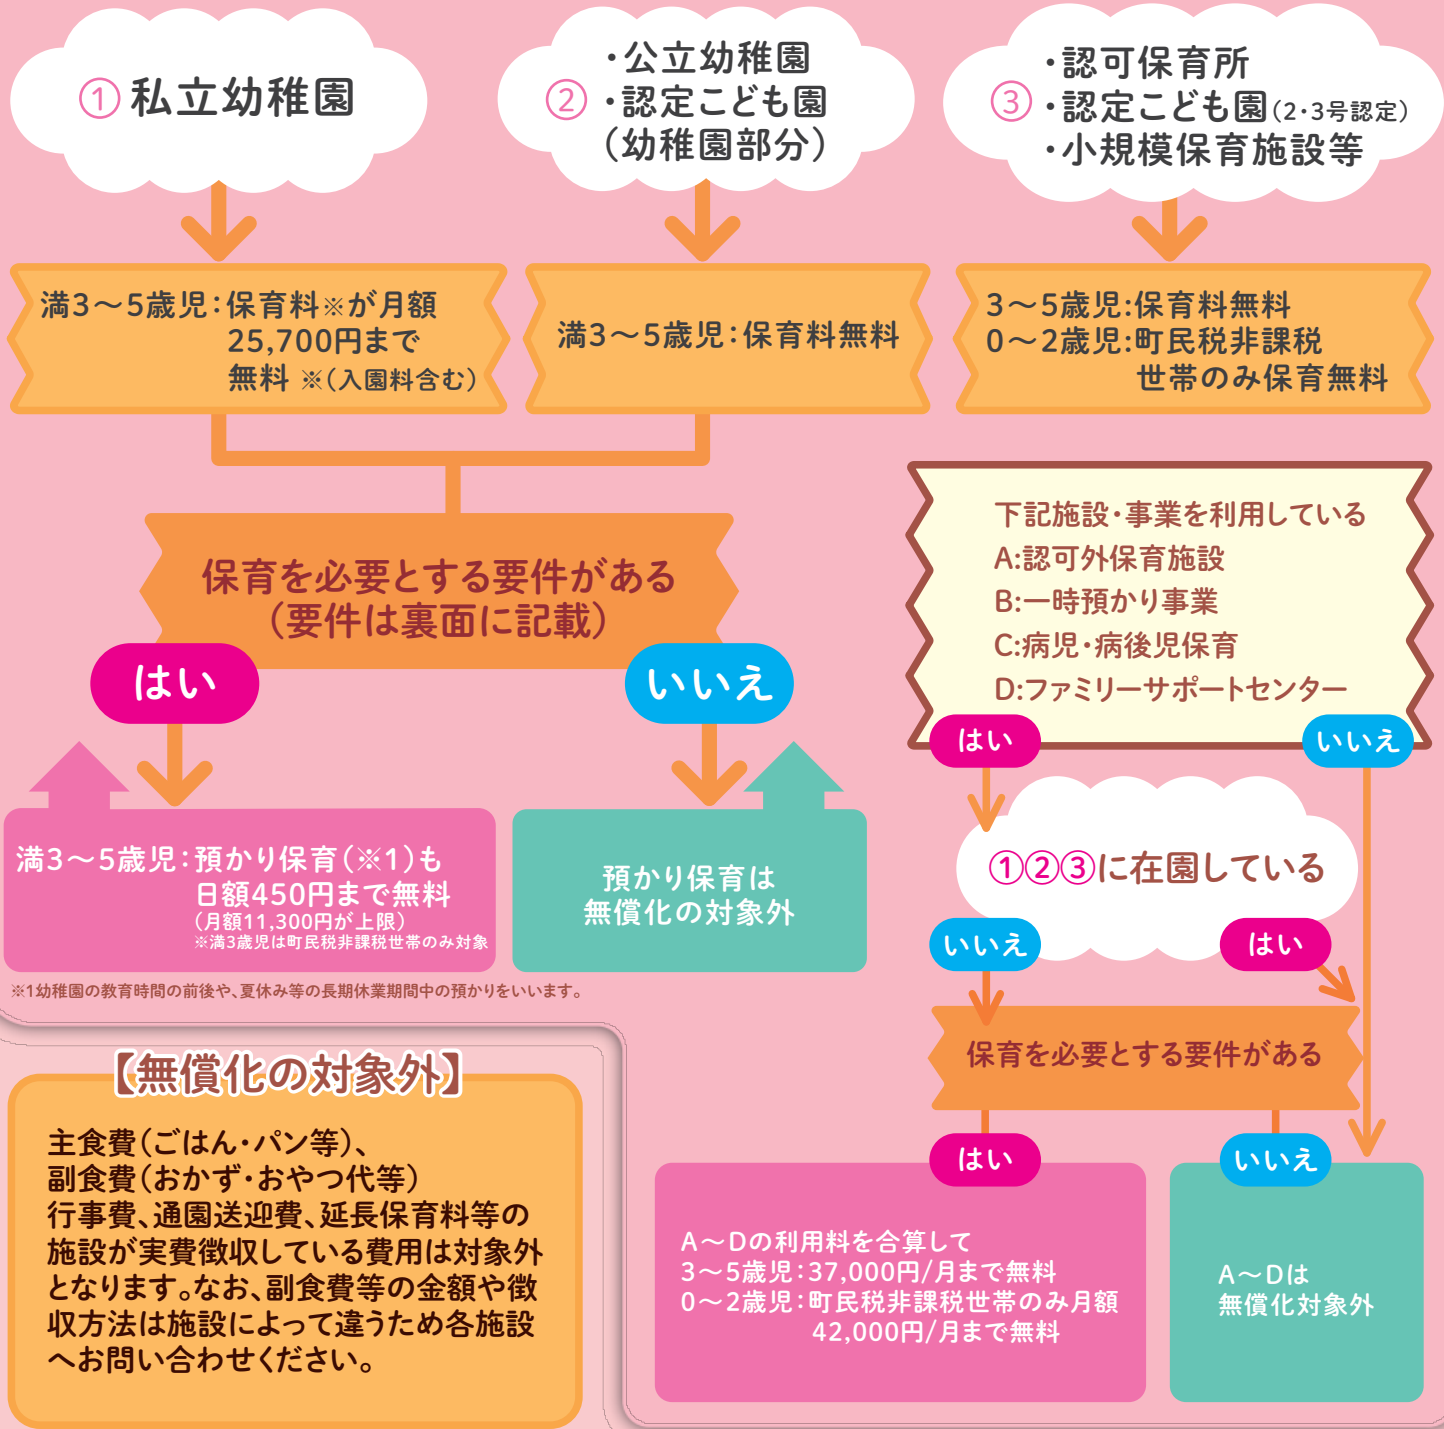 ①私立幼稚園
②
・公立幼稚園
・認定こども園
(幼稚園部分)
③
・認可保育所
・認定こども園(2・3号認定)
・小規模保育施設等
満3～5歳児：保育料※が月額
25,700円まで
無料 ※(入園料含む)
満3～5歳児：保育料無料
3～5歳児：保育料無料
0～2歳児：町民税非課税
世帯のみ保育無料
保育を必要とする要件がある
(要件は裏面に記載)
はい
いいえ
満3～5歳児：預かり保育(※1)も
日額450円まで無料
(月額11,300円が上限)
※満3歳児は町民税非課税世帯のみ対象
預かり保育は
無償化の対象外
※1幼稚園の教育時間の前後や、夏休み等の長期休業期間中の預かりをいいます。
下記施設・事業を利用している
A:認可外保育施設
B:一時預かり事業
C:病児・病後児保育
D:ファミリーサポートセンター
はい
いいえ
①②③に在園している
いいえ
はい
保育を必要とする要件がある
はい
いいえ
A～Dの利用料を合算して
3～5歳児：37,000円/月まで無料
0～2歳児：町民税非課税世帯のみ月額
42,000円/月まで無料
A～Dは
無償化対象外
【無償化の対象外】
主食費(ごはん・パン等)、
副食費(おかず・おやつ代等)
行事費、通園送迎費、延長保育料等の
施設が実費徴収している費用は対象外
となります。なお、副食費等の金額や徴
収方法は施設によって違うため各施設
へお問い合わせください。